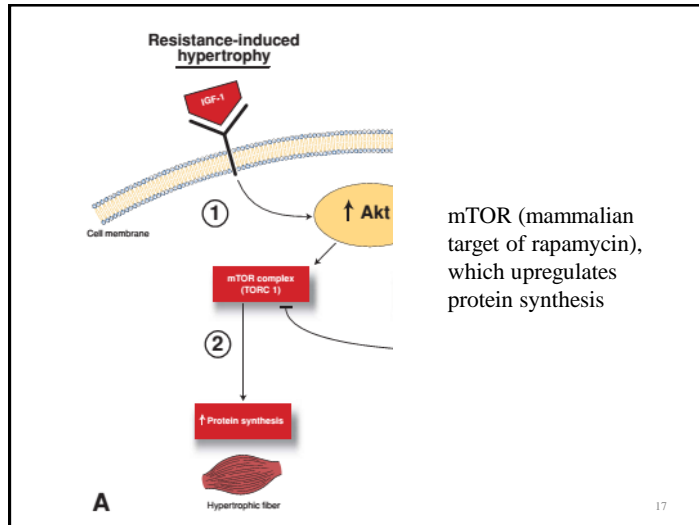 Resistance-induced
hypertrophy
IGF-1
Cell membrane
1
↑ Akt
mTOR complex
(TORC 1)
2
↑ Protein synthesis
Hypertrophic fiber
A
mTOR (mammalian
target of rapamycin),
which upregulates
protein synthesis
17